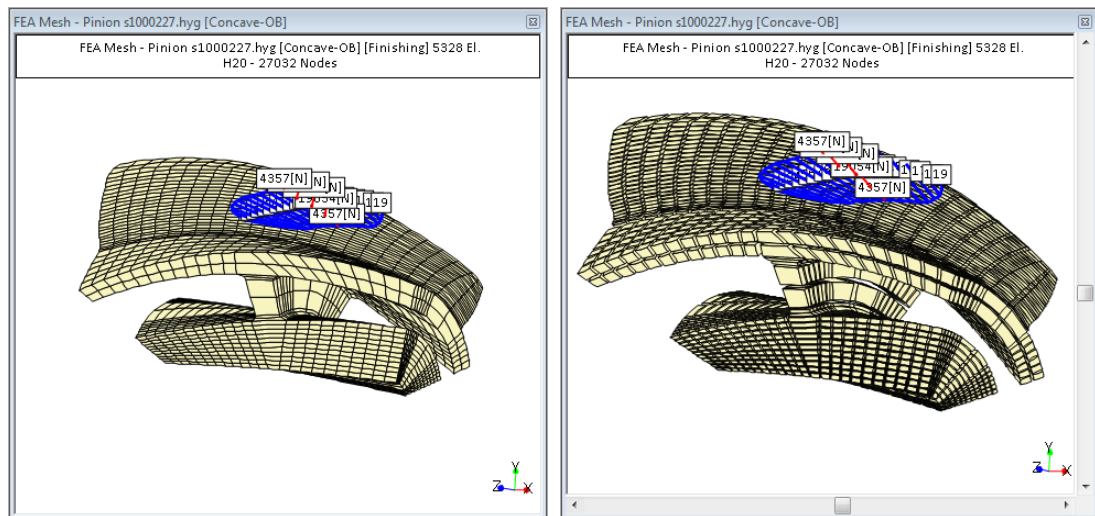 FEA Mesh - Pinion s1000227.hyg [Concave-OB]
FEA Mesh - Pinion s1000227.hyg [Concave-OB] [Finishing] 5328 El.
H20 - 27032 Nodes
4357[N]
N]
N]
119
4357[N]
Y
Z
X
FEA Mesh - Pinion s1000227.hyg [Concave-OB]
FEA Mesh - Pinion s1000227.hyg [Concave-OB] [Finishing] 5328 El.
H20 - 27032 Nodes
4357[N]
N]
N]
119
4357[N]
Y
Z
X